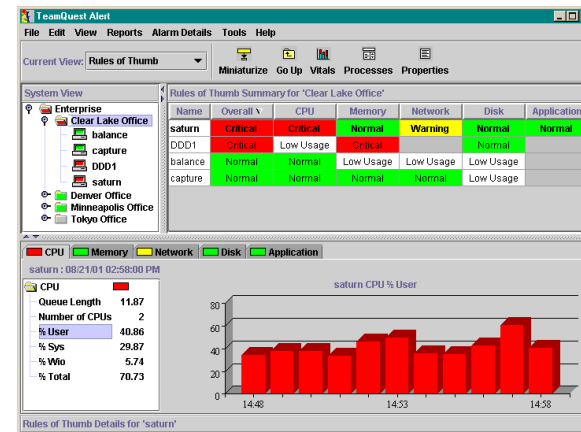 TeamQuest Alert
File Edit View Reports Alarm Details Tools Help
Current View: Rules of Thumb
Miniaturize Go Up Vitals Processes Properties
System View
Enterprise
Clear Lake Office
balance
capture
DDD1
saturn
Denver Office
Minneapolis Office
Tokyo Office
Rules of Thumb Summary for 'Clear Lake Office'
Name Overall CPU Memory Network Disk Application
saturn Critical Critical Normal Warning Normal Normal
DDD1 Critical Low Usage Critical Normal
balance Normal Normal Low Usage Low Usage Low Usage
capture Normal Normal Normal Normal Low Usage
CPU Memory Network Disk Application
saturn : 08/21/01 02:58:00 PM
CPU
Queue Length 11.87
Number of CPUs 2
% User 40.86
% Sys 29.87
% Wio 5.74
% Total 70.73
saturn CPU % User
80
60
40
20
0
14:48 14:53 14:58
Rules of Thumb Details for 'saturn'